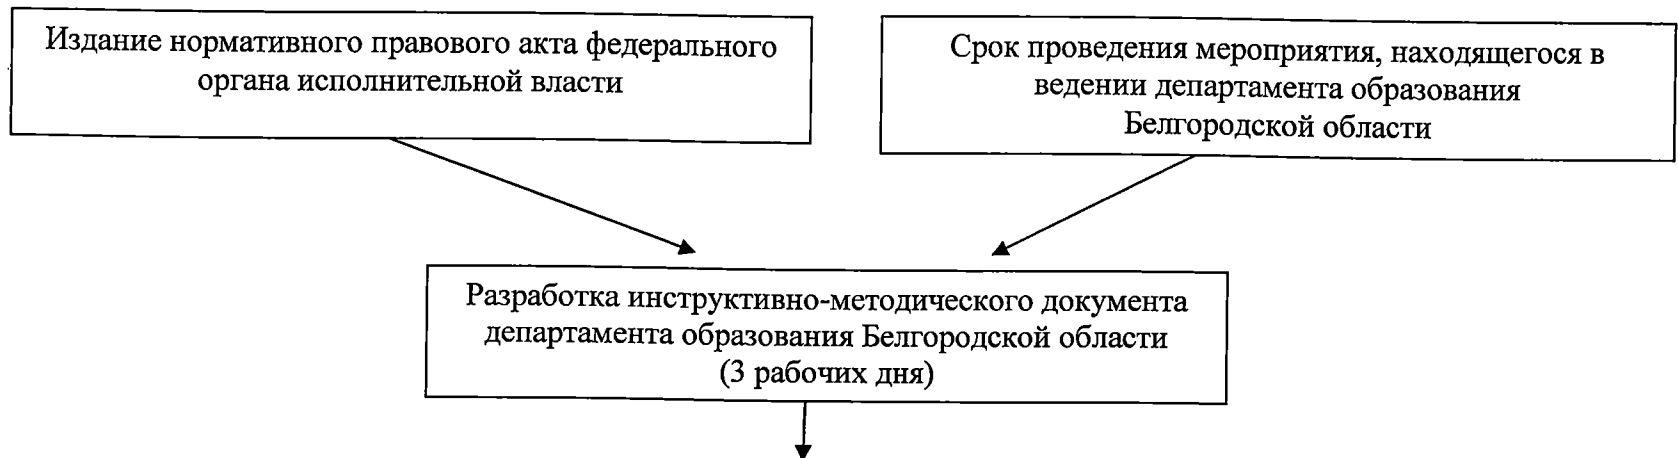 Издание нормативного правового акта федерального
органа исполнительной власти
Срок проведения мероприятия, находящегося в
ведении департамента образования
Белгородской области
Разработка инструктивно-методического документа
департамента образования Белгородской области
(3 рабочих дня)